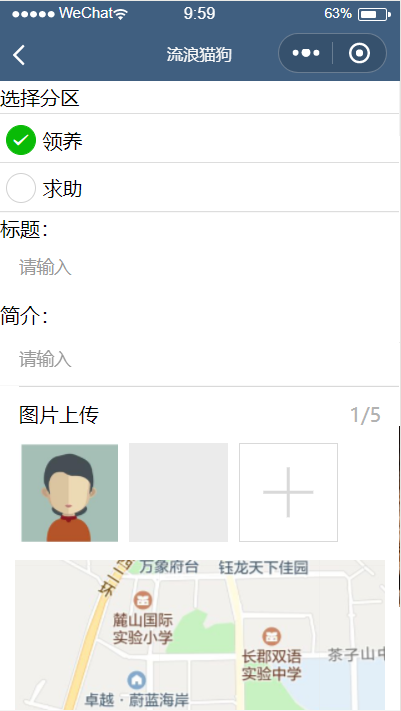 WeChat 9:59 63%
流浪猫狗
选择分区
领养
求助
标题：
请输入
简介：
请输入
图片上传 1/5
万象府台 钰龙天下佳园
二环
麓山国际
实验小学
长郡双语
实验中学
茶子山中
卓越·蔚蓝海岸